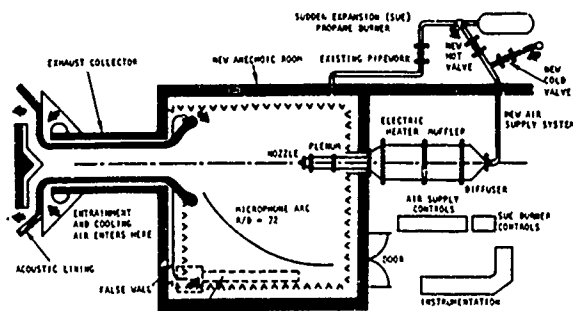 SUDDEN EXPANSION (SUE)
PROPANE BURNER
EXHAUST COLLECTOR
NEW ANECHOIC ROOM
EXISTING PIPEWORK
NEW
HOT
VALVE
NEW
COLD
VALVE
NEW AIR
SUPPLY SYSTEM
ELECTRIC
HEATER
MUFFLER
NOZZLE
PLENUM
DIFFUSER
MICROPHONE ARC
R/D = 72
AIR SUPPLY
CONTROLS
SUE BURNER
CONTROLS
ENTRAINMENT
AND COOLING
AIR ENTERS HERE
ACOUSTIC LINING
FALSE WALL
DOOR
INSTRUMENTATION